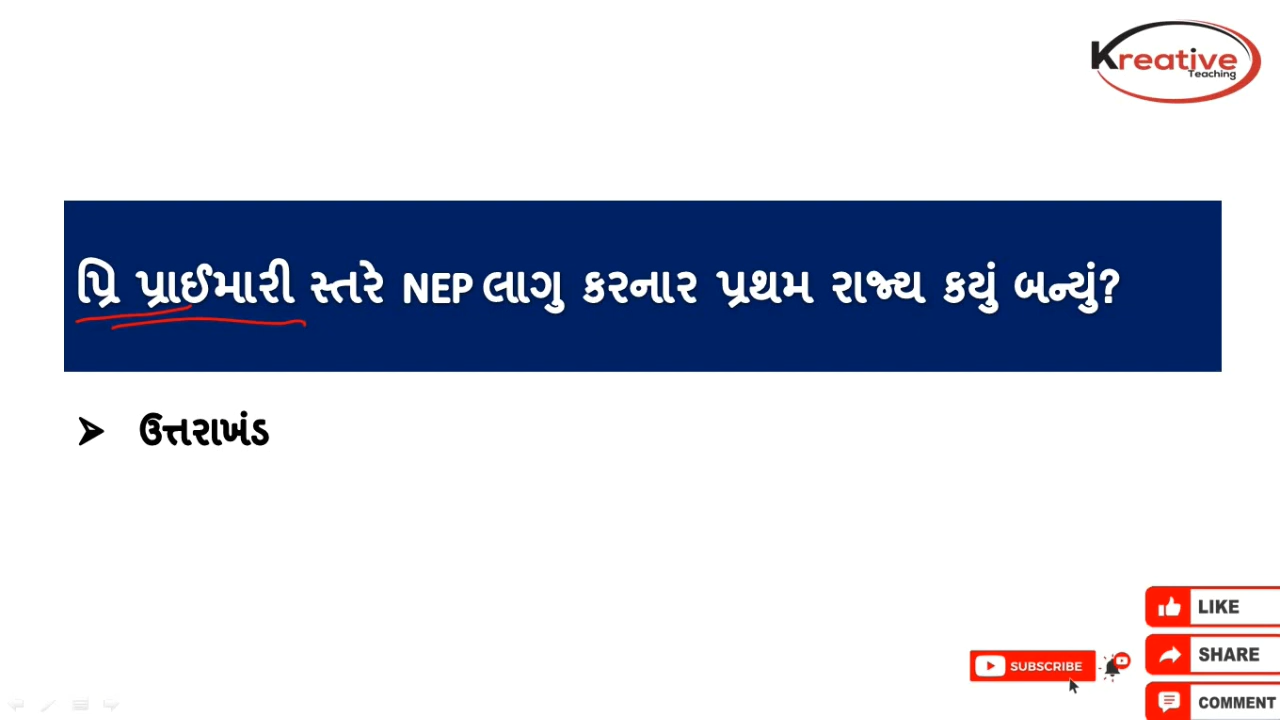 Kreative
Teaching
પ્રિ પ્રાઈમારી સ્તરે NEP લાગુ કરનાર પ્રથમ રાજ્ય કયું બન્યું?
➤ ઉત્તરાખંડ
LIKE
SHARE
SUBSCRIBE
COMMENT